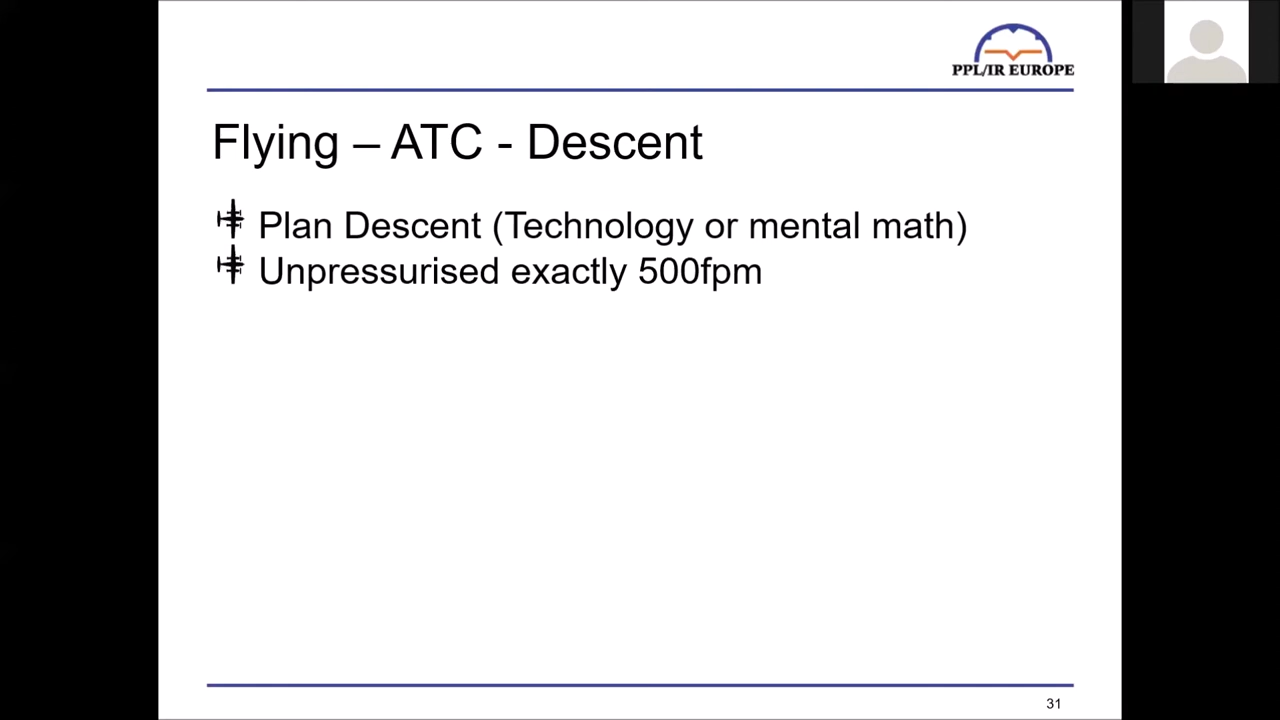 PPL/IR EUROPE
Flying – ATC - Descent
Plan Descent (Technology or mental math)
Unpressurised exactly 500fpm
31